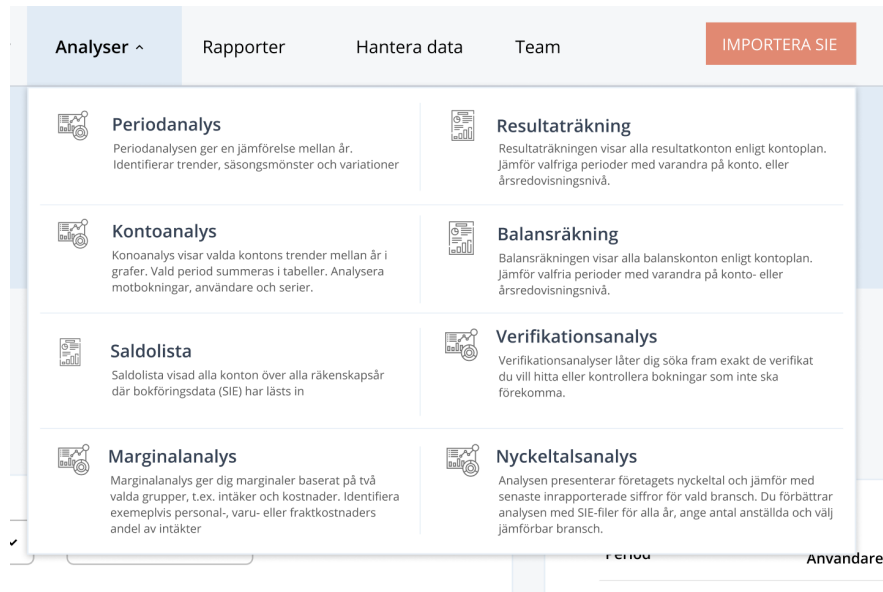 Analyser
Rapporter
Hantera data
Team
IMPORTERA SIE
Periodanalys
Periodanalysen ger en jämförelse mellan år.
Identifierar trender, säsongsmönster och variationer
Resultaträkning
Resultaträkningen visar alla resultatkonton enligt kontoplan.
Jämför valfriga perioder med varandra på konto. eller
årsredovisningsnivå.
Kontoanalys
Konoanalys visar valda kontons trender mellan år i
grafer. Vald period summeras i tabeller. Analysera
motbokningar, användare och serier.
Balansräkning
Balansräkningen visar alla balanskonton enligt kontoplan.
Jämför valfria perioder med varandra på konto- eller
årsredovisningsnivå.
Saldolista
Saldolista visad alla konton över alla räkenskapsår
där bokföringsdata (SIE) har lästs in
Verifikationsanalys
Verifikationsanalyser låter dig söka fram exakt de verifikat
du vill hitta eller kontrollera bokningar som inte ska
förekomma.
Marginalanalys
Marginalanalys ger dig marginaler baserat på två
valda grupper, t.ex. intäker och kostnader. Identifiera
exemeplvis personal-, varu- eller fraktkostnaders
andel av intäkter
Nyckeltalsanalys
Analysen presenterar företagets nyckeltal och jämför med
senaste inrapporterade siffror för vald bransch. Du förbättrar
analysen med SIE-filer för alla år, ange antal anställda och välj
jämförbar bransch.
Period
Användare